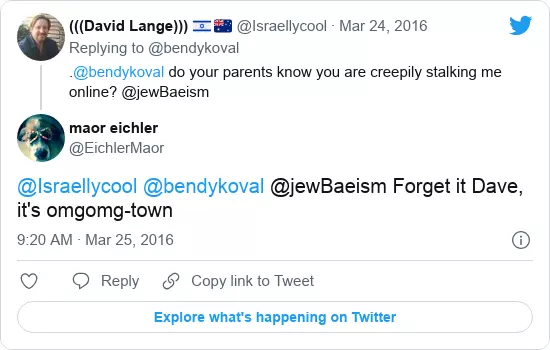 (((David Lange))) 🇮🇱 🇦🇺 @Israellycool · Mar 24, 2016
Replying to @bendykoval
.@bendykoval do your parents know you are creepily stalking me
online? @jewBaeism
maor eichler
@EichlerMaor
@Israellycool @bendykoval @jewBaeism Forget it Dave,
it's omgomg-town
9:20 AM · Mar 25, 2016
Reply
Copy link to Tweet
Explore what's happening on Twitter